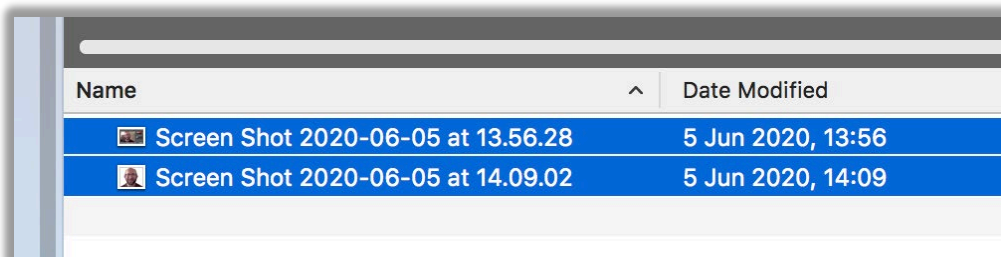 Name Date Modified
Screen Shot 2020-06-05 at 13.56.28 5 Jun 2020, 13:56
Screen Shot 2020-06-05 at 14.09.02 5 Jun 2020, 14:09